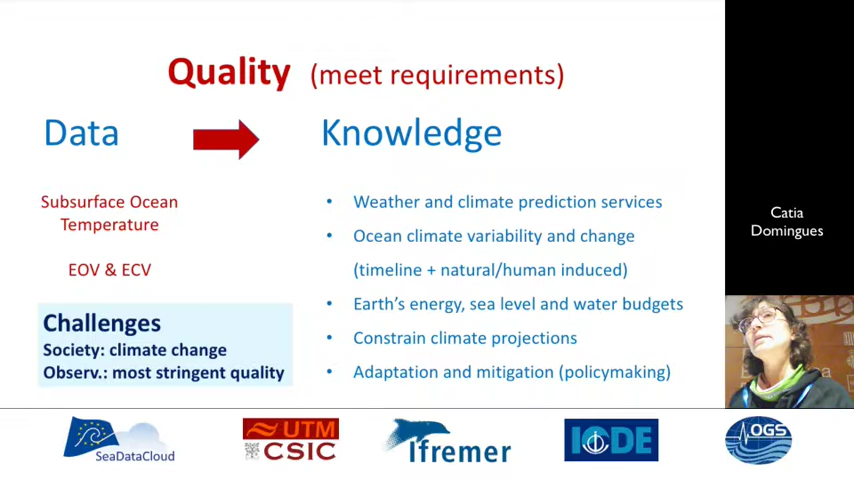 Quality (meet requirements)
Data
Knowledge
Subsurface Ocean
Temperature
EOV & ECV
Challenges
Society: climate change
Observ.: most stringent quality
• Weather and climate prediction services
• Ocean climate variability and change
(timeline + natural/human induced)
• Earth's energy, sea level and water budgets
• Constrain climate projections
• Adaptation and mitigation (policymaking)
Catia
Domingues
SeaDataCloud
UTM
CSIC
Ifremer
IODE
OGS